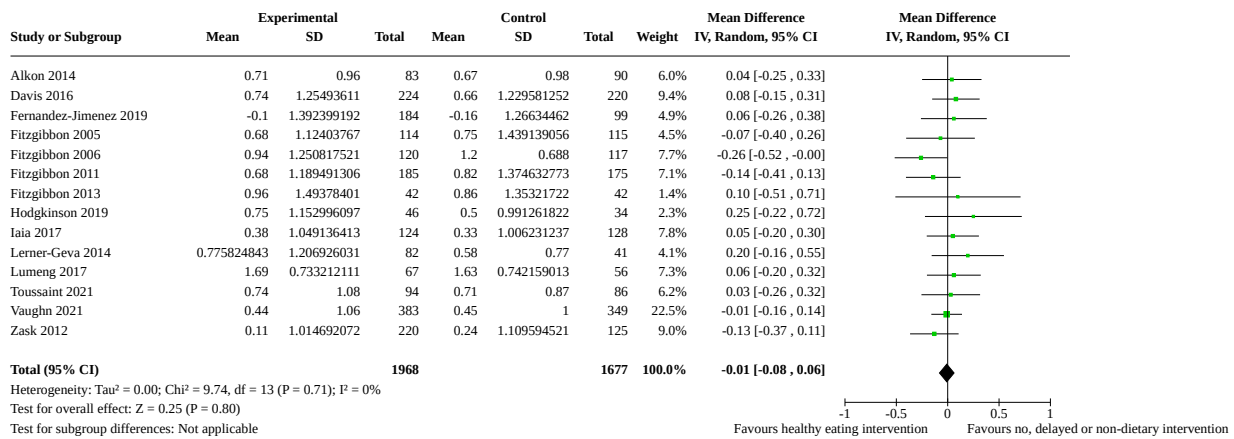 Experimental Control Mean Difference Mean Difference
Study or Subgroup Mean SD Total Mean SD Total Weight IV, Random, 95% CI IV, Random, 95% CI
Alkon 2014 0.71 0.96 83 0.67 0.98 90 6.0% 0.04 [-0.25 , 0.33]
Davis 2016 0.74 1.25493611 224 0.66 1.229581252 220 9.4% 0.08 [-0.15 , 0.31]
Fernandez-Jimenez 2019 -0.1 1.392399192 184 -0.16 1.26634462 99 4.9% 0.06 [-0.26 , 0.38]
Fitzgibbon 2005 0.68 1.12403767 114 0.75 1.439139056 115 4.5% -0.07 [-0.40 , 0.26]
Fitzgibbon 2006 0.94 1.250817521 120 1.2 0.688 117 7.7% -0.26 [-0.52 , -0.00]
Fitzgibbon 2011 0.68 1.189491306 185 0.82 1.374632773 175 7.1% -0.14 [-0.41 , 0.13]
Fitzgibbon 2013 0.96 1.49378401 42 0.86 1.35321722 42 1.4% 0.10 [-0.51 , 0.71]
Hodgkinson 2019 0.75 1.152996097 46 0.5 0.991261822 34 2.3% 0.25 [-0.22 , 0.72]
Iaia 2017 0.38 1.049136413 124 0.33 1.006231237 128 7.8% 0.05 [-0.20 , 0.30]
Lerner-Geva 2014 0.775824843 1.206926031 82 0.58 0.77 41 4.1% 0.20 [-0.16 , 0.55]
Lumeng 2017 1.69 0.733212111 67 1.63 0.742159013 56 7.3% 0.06 [-0.20 , 0.32]
Toussaint 2021 0.74 1.08 94 0.71 0.87 86 6.2% 0.03 [-0.26 , 0.32]
Vaughn 2021 0.44 1.06 383 0.45 1 349 22.5% -0.01 [-0.16 , 0.14]
Zask 2012 0.11 1.014692072 220 0.24 1.109594521 125 9.0% -0.13 [-0.37 , 0.11]
Total (95% CI) 1968 1677 100.0% -0.01 [-0.08 , 0.06]
Heterogeneity: Tau² = 0.00; Chi² = 9.74, df = 13 (P = 0.71); I² = 0%
Test for overall effect: Z = 0.25 (P = 0.80)
Test for subgroup differences: Not applicable
-1 -0.5 0 0.5 1
Favours healthy eating intervention Favours no, delayed or non-dietary intervention